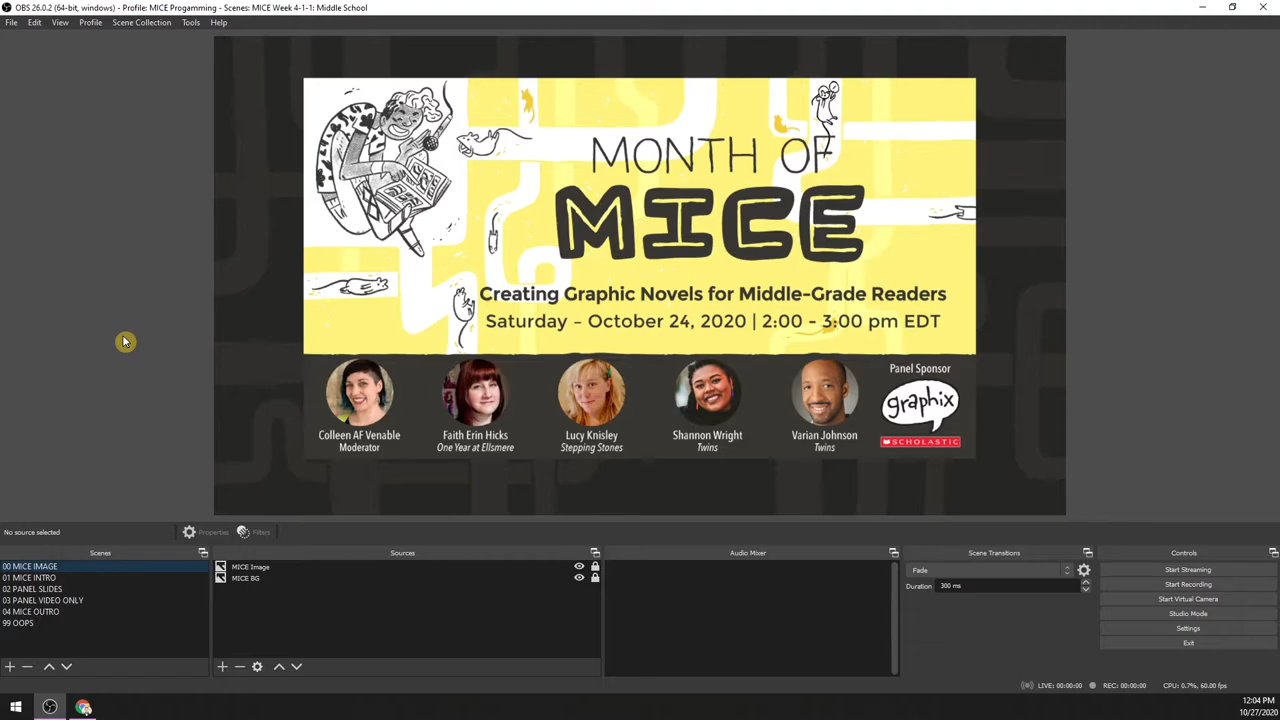 OBS 26.0.2 (64-bit, windows) - Profile: MICE Progamming - Scenes: MICE Week 4-1-1: Middle School
File Edit View Profile Scene Collection Tools Help
MONTH OF
MICE
Creating Graphic Novels for Middle-Grade Readers
Saturday – October 24, 2020 | 2:00 - 3:00 pm EDT
Colleen AF Venable
Moderator
Faith Erin Hicks
One Year at Ellsmere
Lucy Knisley
Stepping Stones
Shannon Wright
Twins
Varian Johnson
Twins
Panel Sponsor
graphix
SCHOLASTIC
No source selected
Properties
Filters
Scenes
00 MICE IMAGE
01 MICE INTRO
02 PANEL SLIDES
03 PANEL VIDEO ONLY
04 MICE OUTRO
99 OOPS
Sources
MICE Image
MICE BG
Audio Mixer
Scene Transitions
Fade
Duration 300 ms
Controls
Start Streaming
Start Recording
Start Virtual Camera
Studio Mode
Settings
Exit
LIVE: 00:00:00 REC: 00:00:00 CPU: 0.7%, 60.00 fps
12:04 PM
10/27/2020